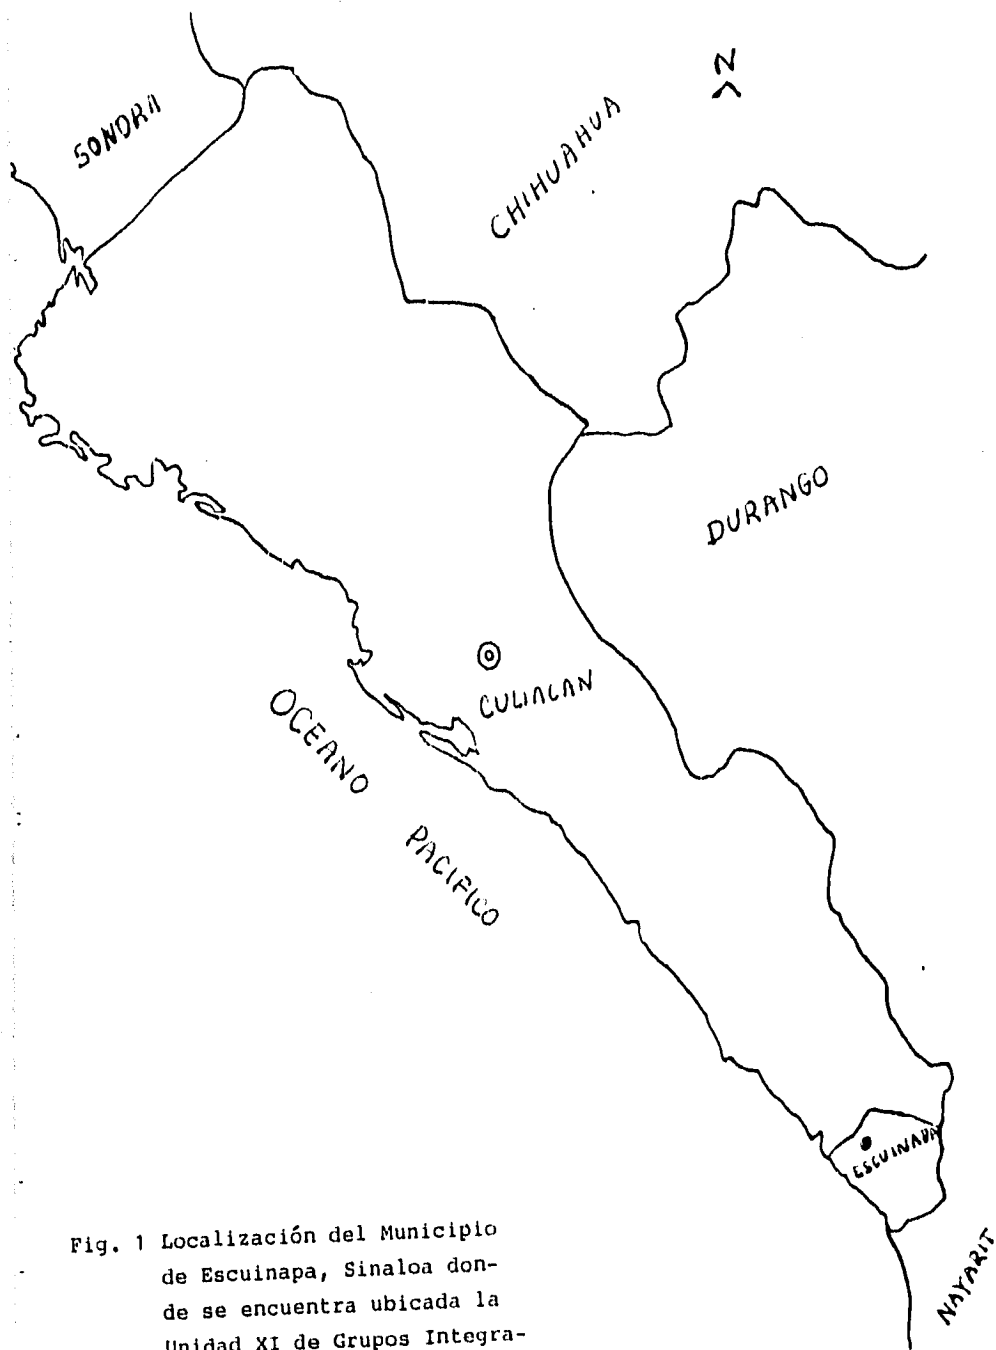 N
SONORA
CHIHUAHUA
DURANGO
CULIACAN
OCEANO
PACIFICO
ESCUINAPA
NAYARIT
Fig. 1 Localización del Municipio
de Escuinapa, Sinaloa don-
de se encuentra ubicada la
Unidad XI de Grupos Integra-